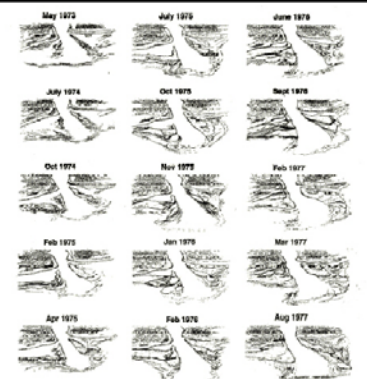 May 1973
July 1974
Oct 1974
Feb 1975
Apr 1975
July 1975
Oct 1975
Nov 1975
Jan 1976
Feb 1976
June 1976
Sept 1976
Feb 1977
Mar 1977
Aug 1977